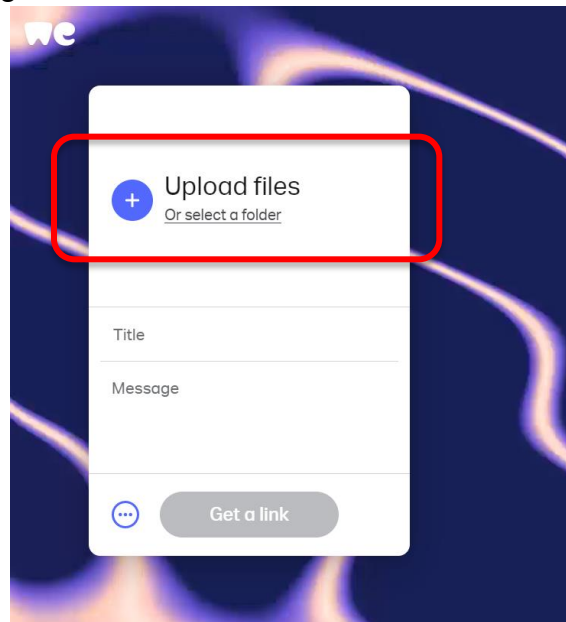 we
Upload files
Or select a folder
Title
Message
Get a link